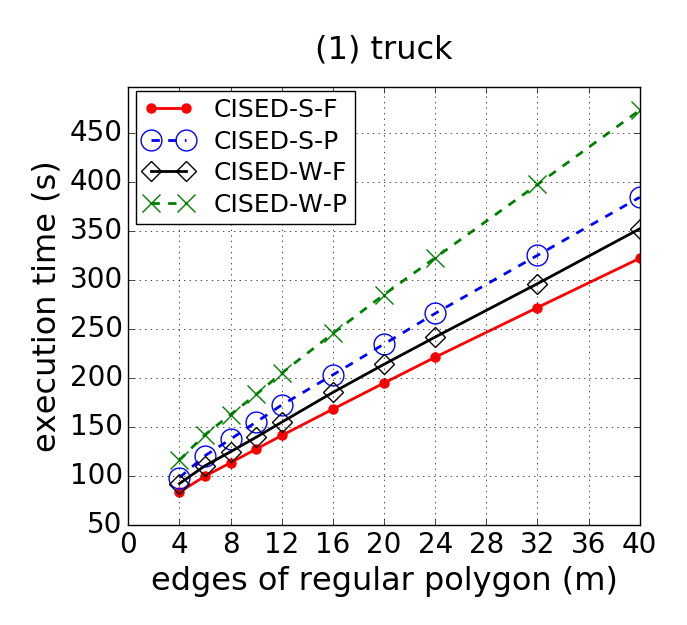 (1) truck
CISED-S-F
CISED-S-P
CISED-W-F
CISED-W-P
execution time (s)
450
400
350
300
250
200
150
100
50
0 4 8 12 16 20 24 28 32 36 40
edges of regular polygon (m)